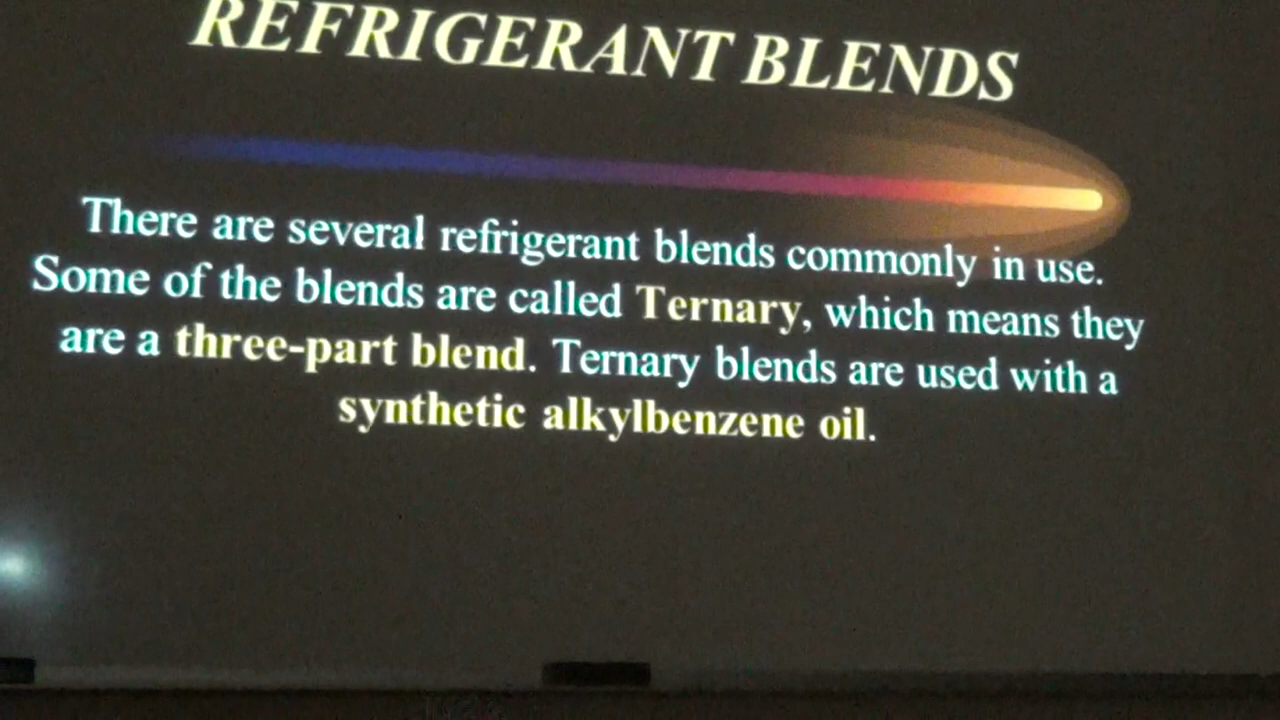 REFRIGERANT BLENDS
There are several refrigerant blends commonly in use.
Some of the blends are called Ternary, which means they
are a three-part blend. Ternary blends are used with a
synthetic alkylbenzene oil.